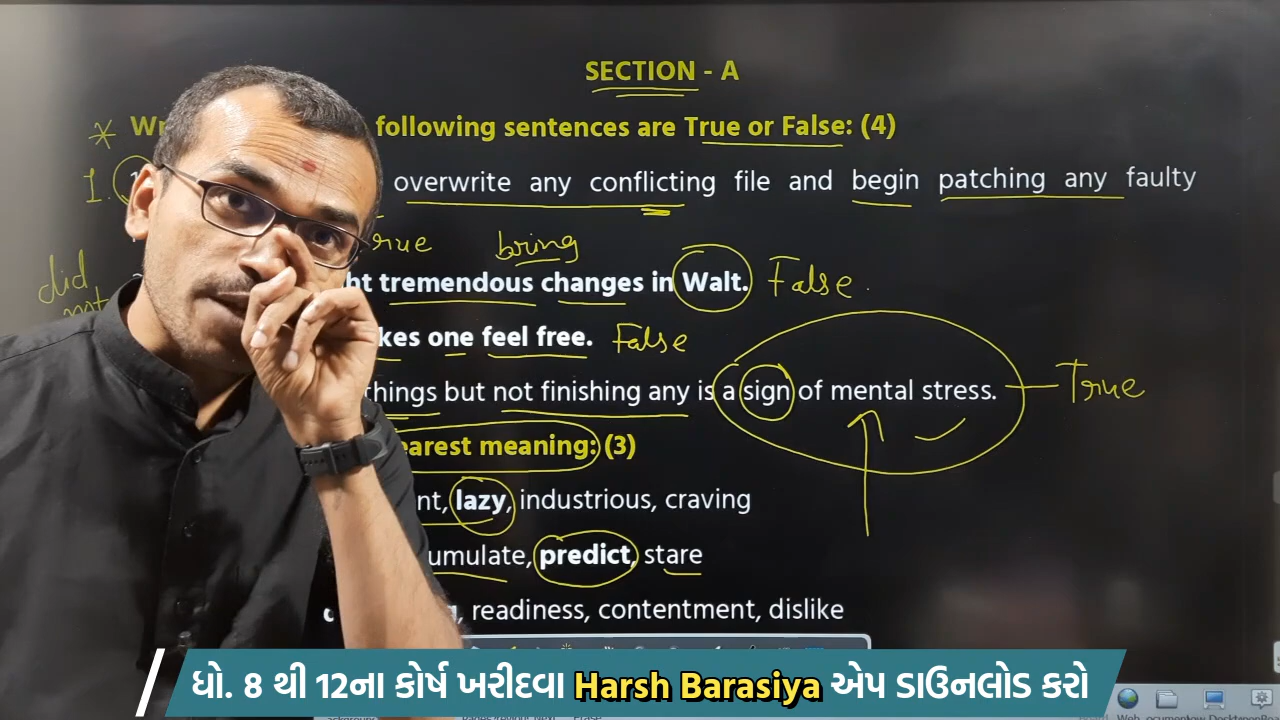 SECTION - A
* Wr following sentences are True or False: (4)
1. overwrite any conflicting file and begin patching any faulty
True bring
did
not
ht tremendous changes in Walt. False.
kes one feel free. False
things but not finishing any is a sign of mental stress. True
earest meaning: (3)
nt, lazy, industrious, craving
umulate, predict, stare
readiness, contentment, dislike
ધો. 8 થી 12ના કોર્ષ ખરીદવા Harsh Barasiya એપ ડાઉનલોડ કરો